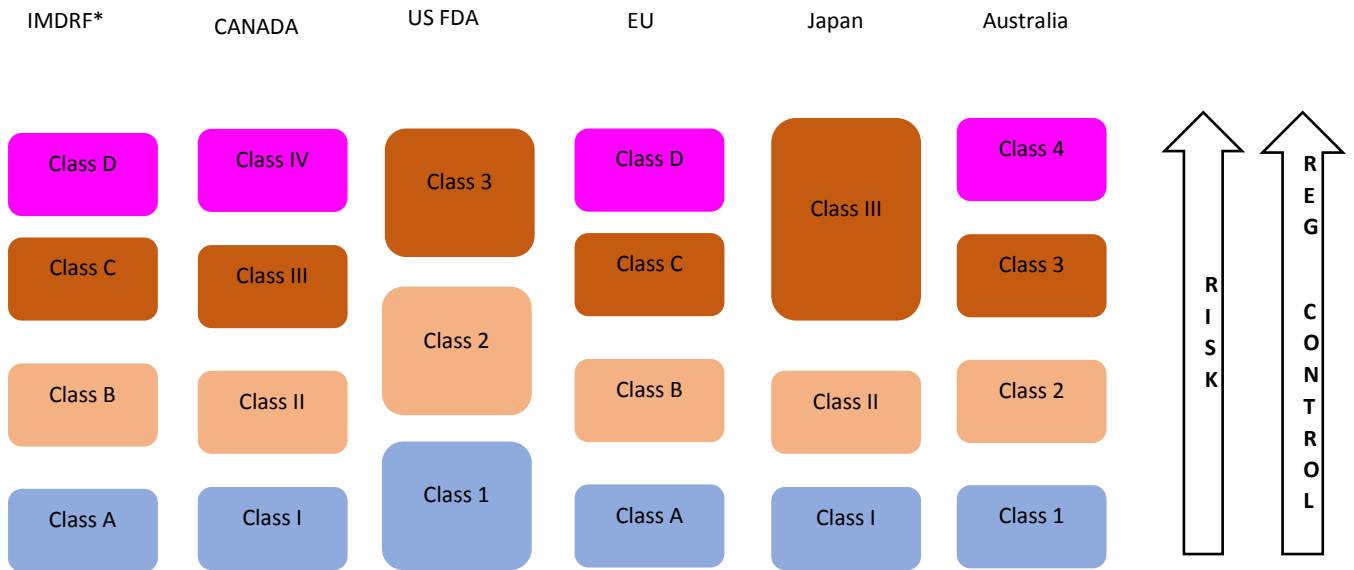 IMDRF*
CANADA
US FDA
EU
Japan
Australia
Class D
Class IV
Class 3
Class D
Class III
Class 4
Class C
Class III
Class 2
Class C
Class 3
Class B
Class II
Class B
Class II
Class 2
Class A
Class I
Class 1
Class A
Class I
Class 1
RISK
REG CONTROL